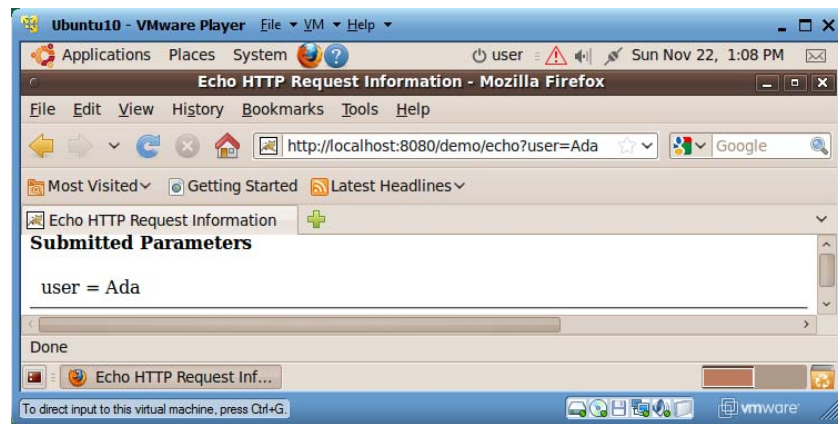 Ubuntu10 - VMware Player File VM Help
Applications Places System user Sun Nov 22, 1:08 PM
Echo HTTP Request Information - Mozilla Firefox
File Edit View History Bookmarks Tools Help
http://localhost:8080/demo/echo?user=Ada Google
Most Visited Getting Started Latest Headlines
Echo HTTP Request Information
Submitted Parameters
user = Ada
Done
Echo HTTP Request Inf...
To direct input to this virtual machine, press Ctrl+G. vmware